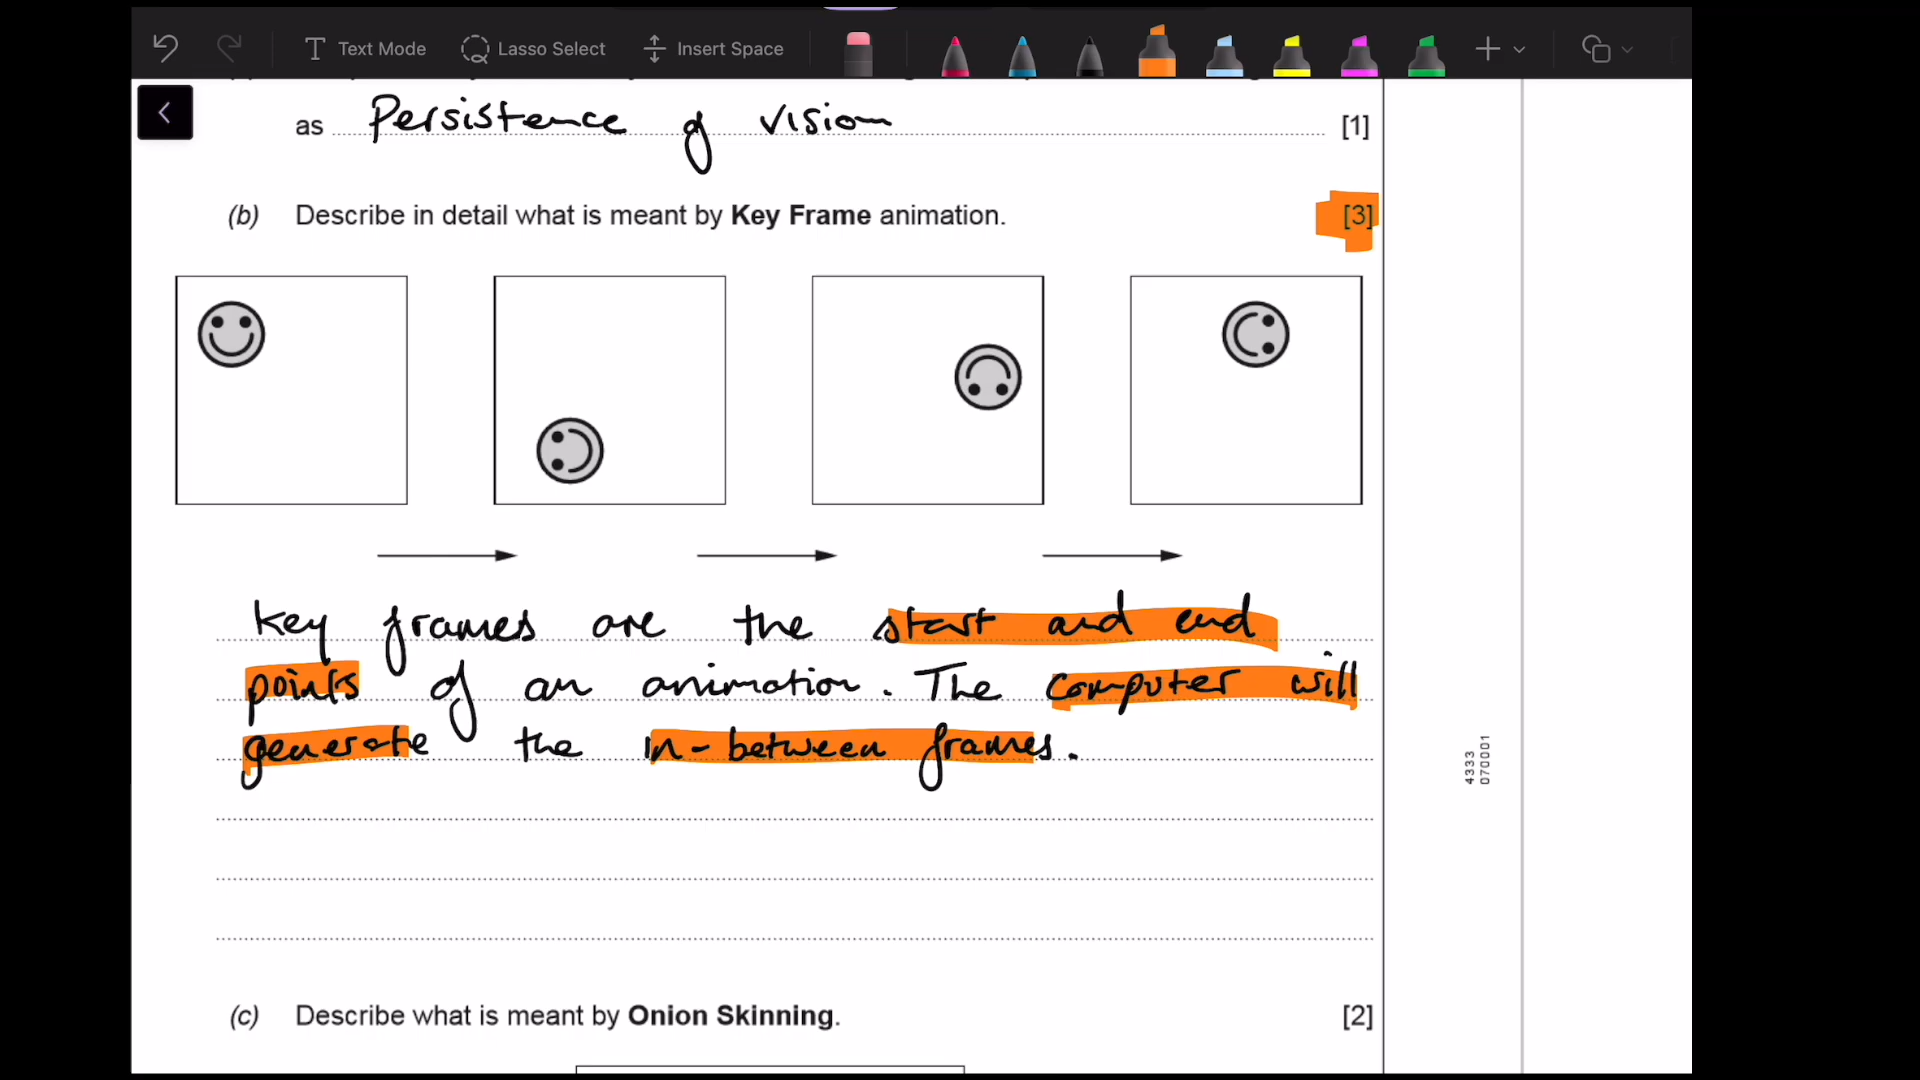 Text Mode Lasso Select Insert Space
as Persistence of vision [1]
(b) Describe in detail what is meant by Key Frame animation. [3]
Key frames are the start and end
points of an animation. The computer will
generate the in-between frames.
4333
070001
(c) Describe what is meant by Onion Skinning. [2]